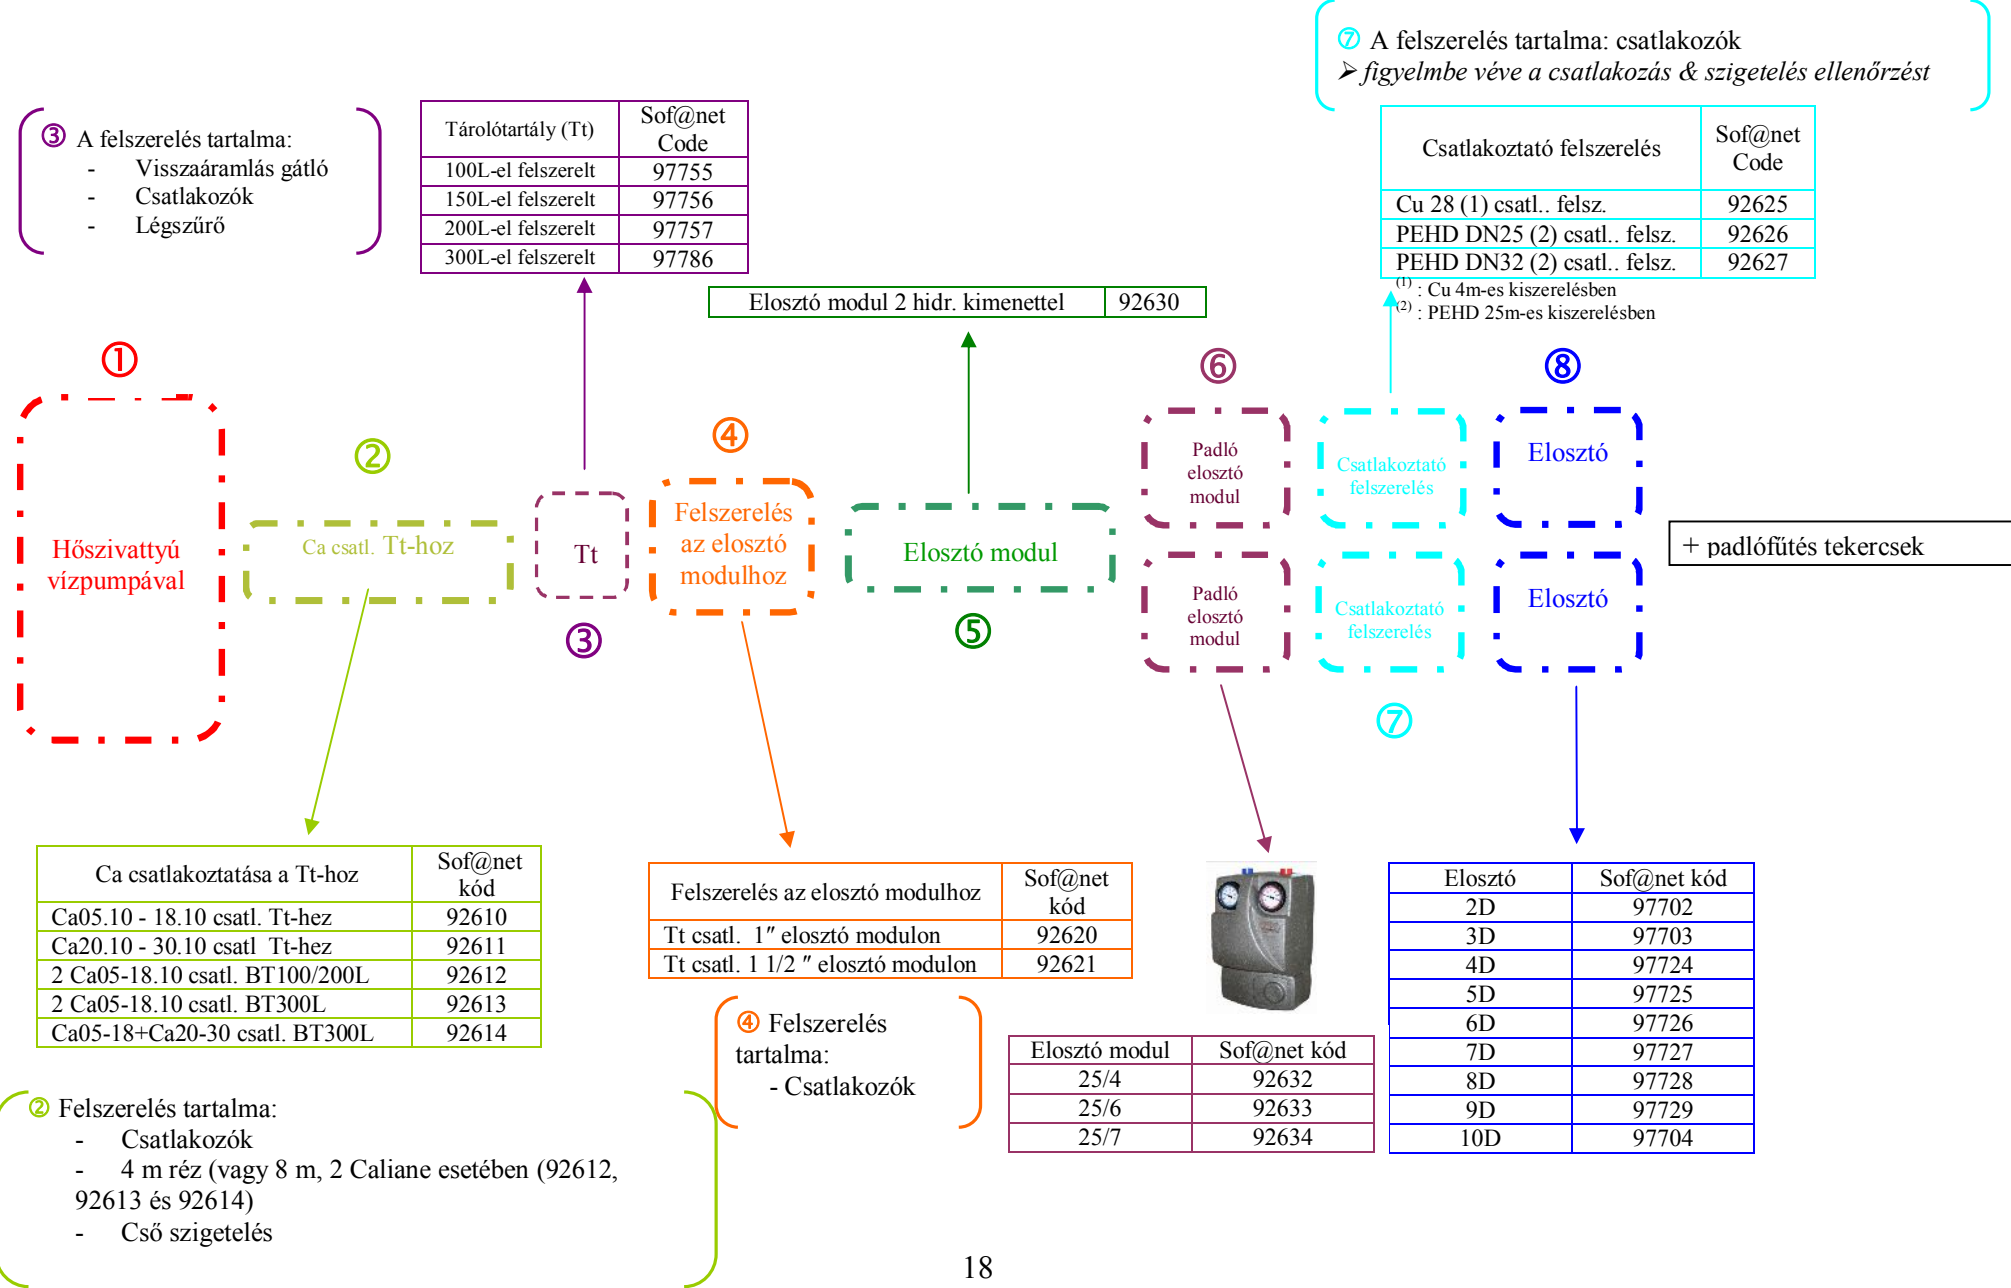 ⑦ A felszerelés tartalma: csatlakozók
➢ figyelmbe véve a csatlakozás & szigetelés ellenőrzést
③ A felszerelés tartalma:
- Visszaáramlás gátló
- Csatlakozók
- Légszűrő
Tárolótartály (Tt) Sof@net
Code
100L-el felszerelt 97755
150L-el felszerelt 97756
200L-el felszerelt 97757
300L-el felszerelt 97786
Csatlakoztató felszerelés Sof@net
Code
Cu 28 (1) csatl.. felsz. 92625
PEHD DN25 (2) csatl.. felsz. 92626
PEHD DN32 (2) csatl.. felsz. 92627
(1) : Cu 4m-es kiszerelésben
(2) : PEHD 25m-es kiszerelésben
Elosztó modul 2 hidr. kimenettel 92630
①
Hőszivattyú
vízpumpával
②
Ca csatl. Tt-hoz
Tt
③
④
Felszerelés
az elosztó
modulhoz
Elosztó modul
⑤
⑥
Padló
elosztó
modul
Padló
elosztó
modul
Csatlakoztató
felszerelés
Csatlakoztató
felszerelés
⑦
⑧
Elosztó
Elosztó
+ padlófűtés tekercsek
Ca csatlakoztatása a Tt-hoz Sof@net
kód
Ca05.10 - 18.10 csatl. Tt-hez 92610
Ca20.10 - 30.10 csatl Tt-hez 92611
2 Ca05-18.10 csatl. BT100/200L 92612
2 Ca05-18.10 csatl. BT300L 92613
Ca05-18+Ca20-30 csatl. BT300L 92614
② Felszerelés tartalma:
- Csatlakozók
- 4 m réz (vagy 8 m, 2 Caliane esetében (92612,
92613 és 92614)
- Cső szigetelés
Felszerelés az elosztó modulhoz Sof@net
kód
Tt csatl. 1″ elosztó modulon 92620
Tt csatl. 1 1/2 ″ elosztó modulon 92621
④ Felszerelés
tartalma:
- Csatlakozók
Elosztó modul Sof@net kód
25/4 92632
25/6 92633
25/7 92634
Elosztó Sof@net kód
2D 97702
3D 97703
4D 97724
5D 97725
6D 97726
7D 97727
8D 97728
9D 97729
10D 97704
18